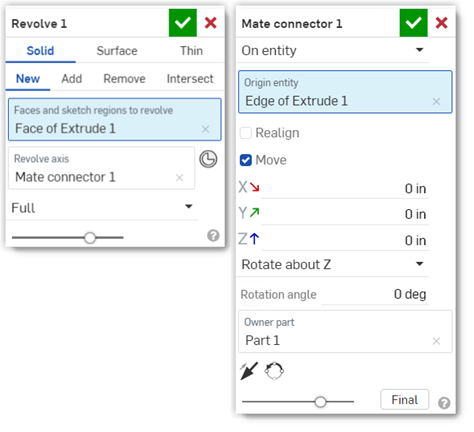 Revolve 1
Solid Surface Thin
New Add Remove Intersect
Faces and sketch regions to revolve
Face of Extrude 1
Revolve axis
Mate connector 1
Full
Mate connector 1
On entity
Origin entity
Edge of Extrude 1
Realign
Move
X 0 in
Y 0 in
Z 0 in
Rotate about Z
Rotation angle 0 deg
Owner part
Part 1
Final